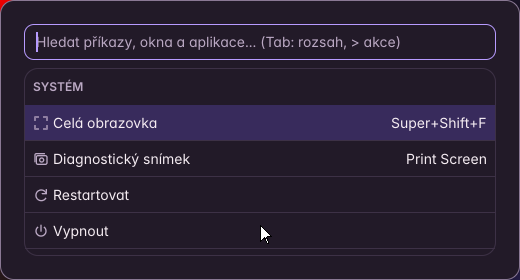 Hledat příkazy, okna a aplikace... (Tab: rozsah, > akce)
SYSTÉM
Celá obrazovka Super+Shift+F
Diagnostický snímek Print Screen
Restartovat
Vypnout